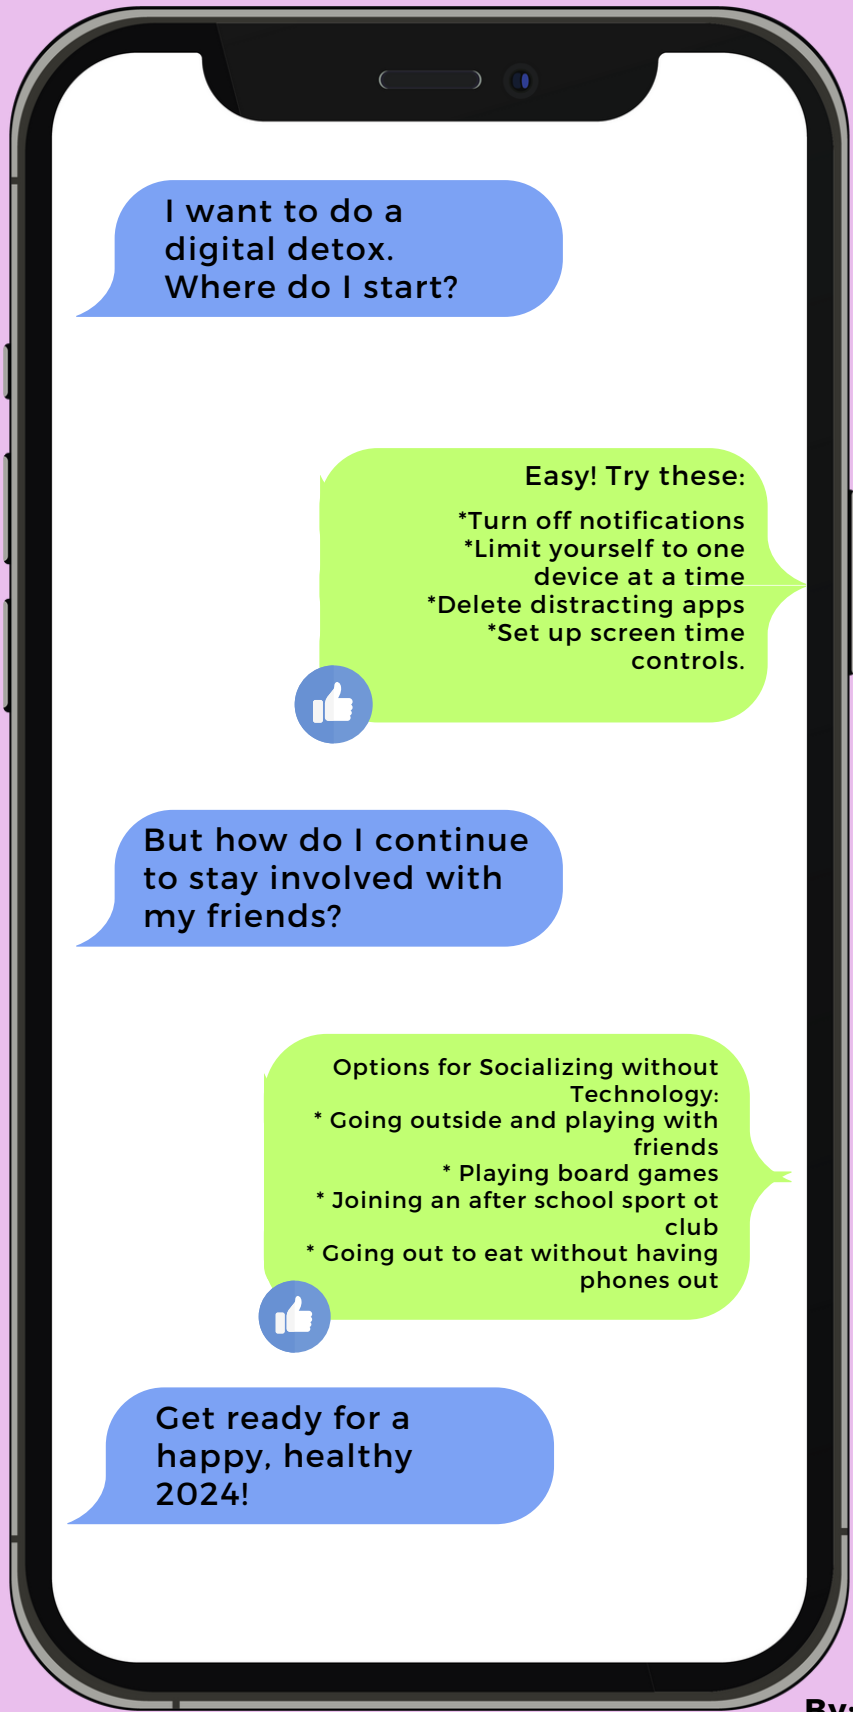 I want to do a
digital detox.
Where do I start?
Easy! Try these:
*Turn off notifications
*Limit yourself to one
device at a time
*Delete distracting apps
*Set up screen time
controls.
But how do I continue
to stay involved with
my friends?
Options for Socializing without
Technology:
* Going outside and playing with
friends
* Playing board games
* Joining an after school sport ot
club
* Going out to eat without having
phones out
Get ready for a
happy, healthy
2024!
By: